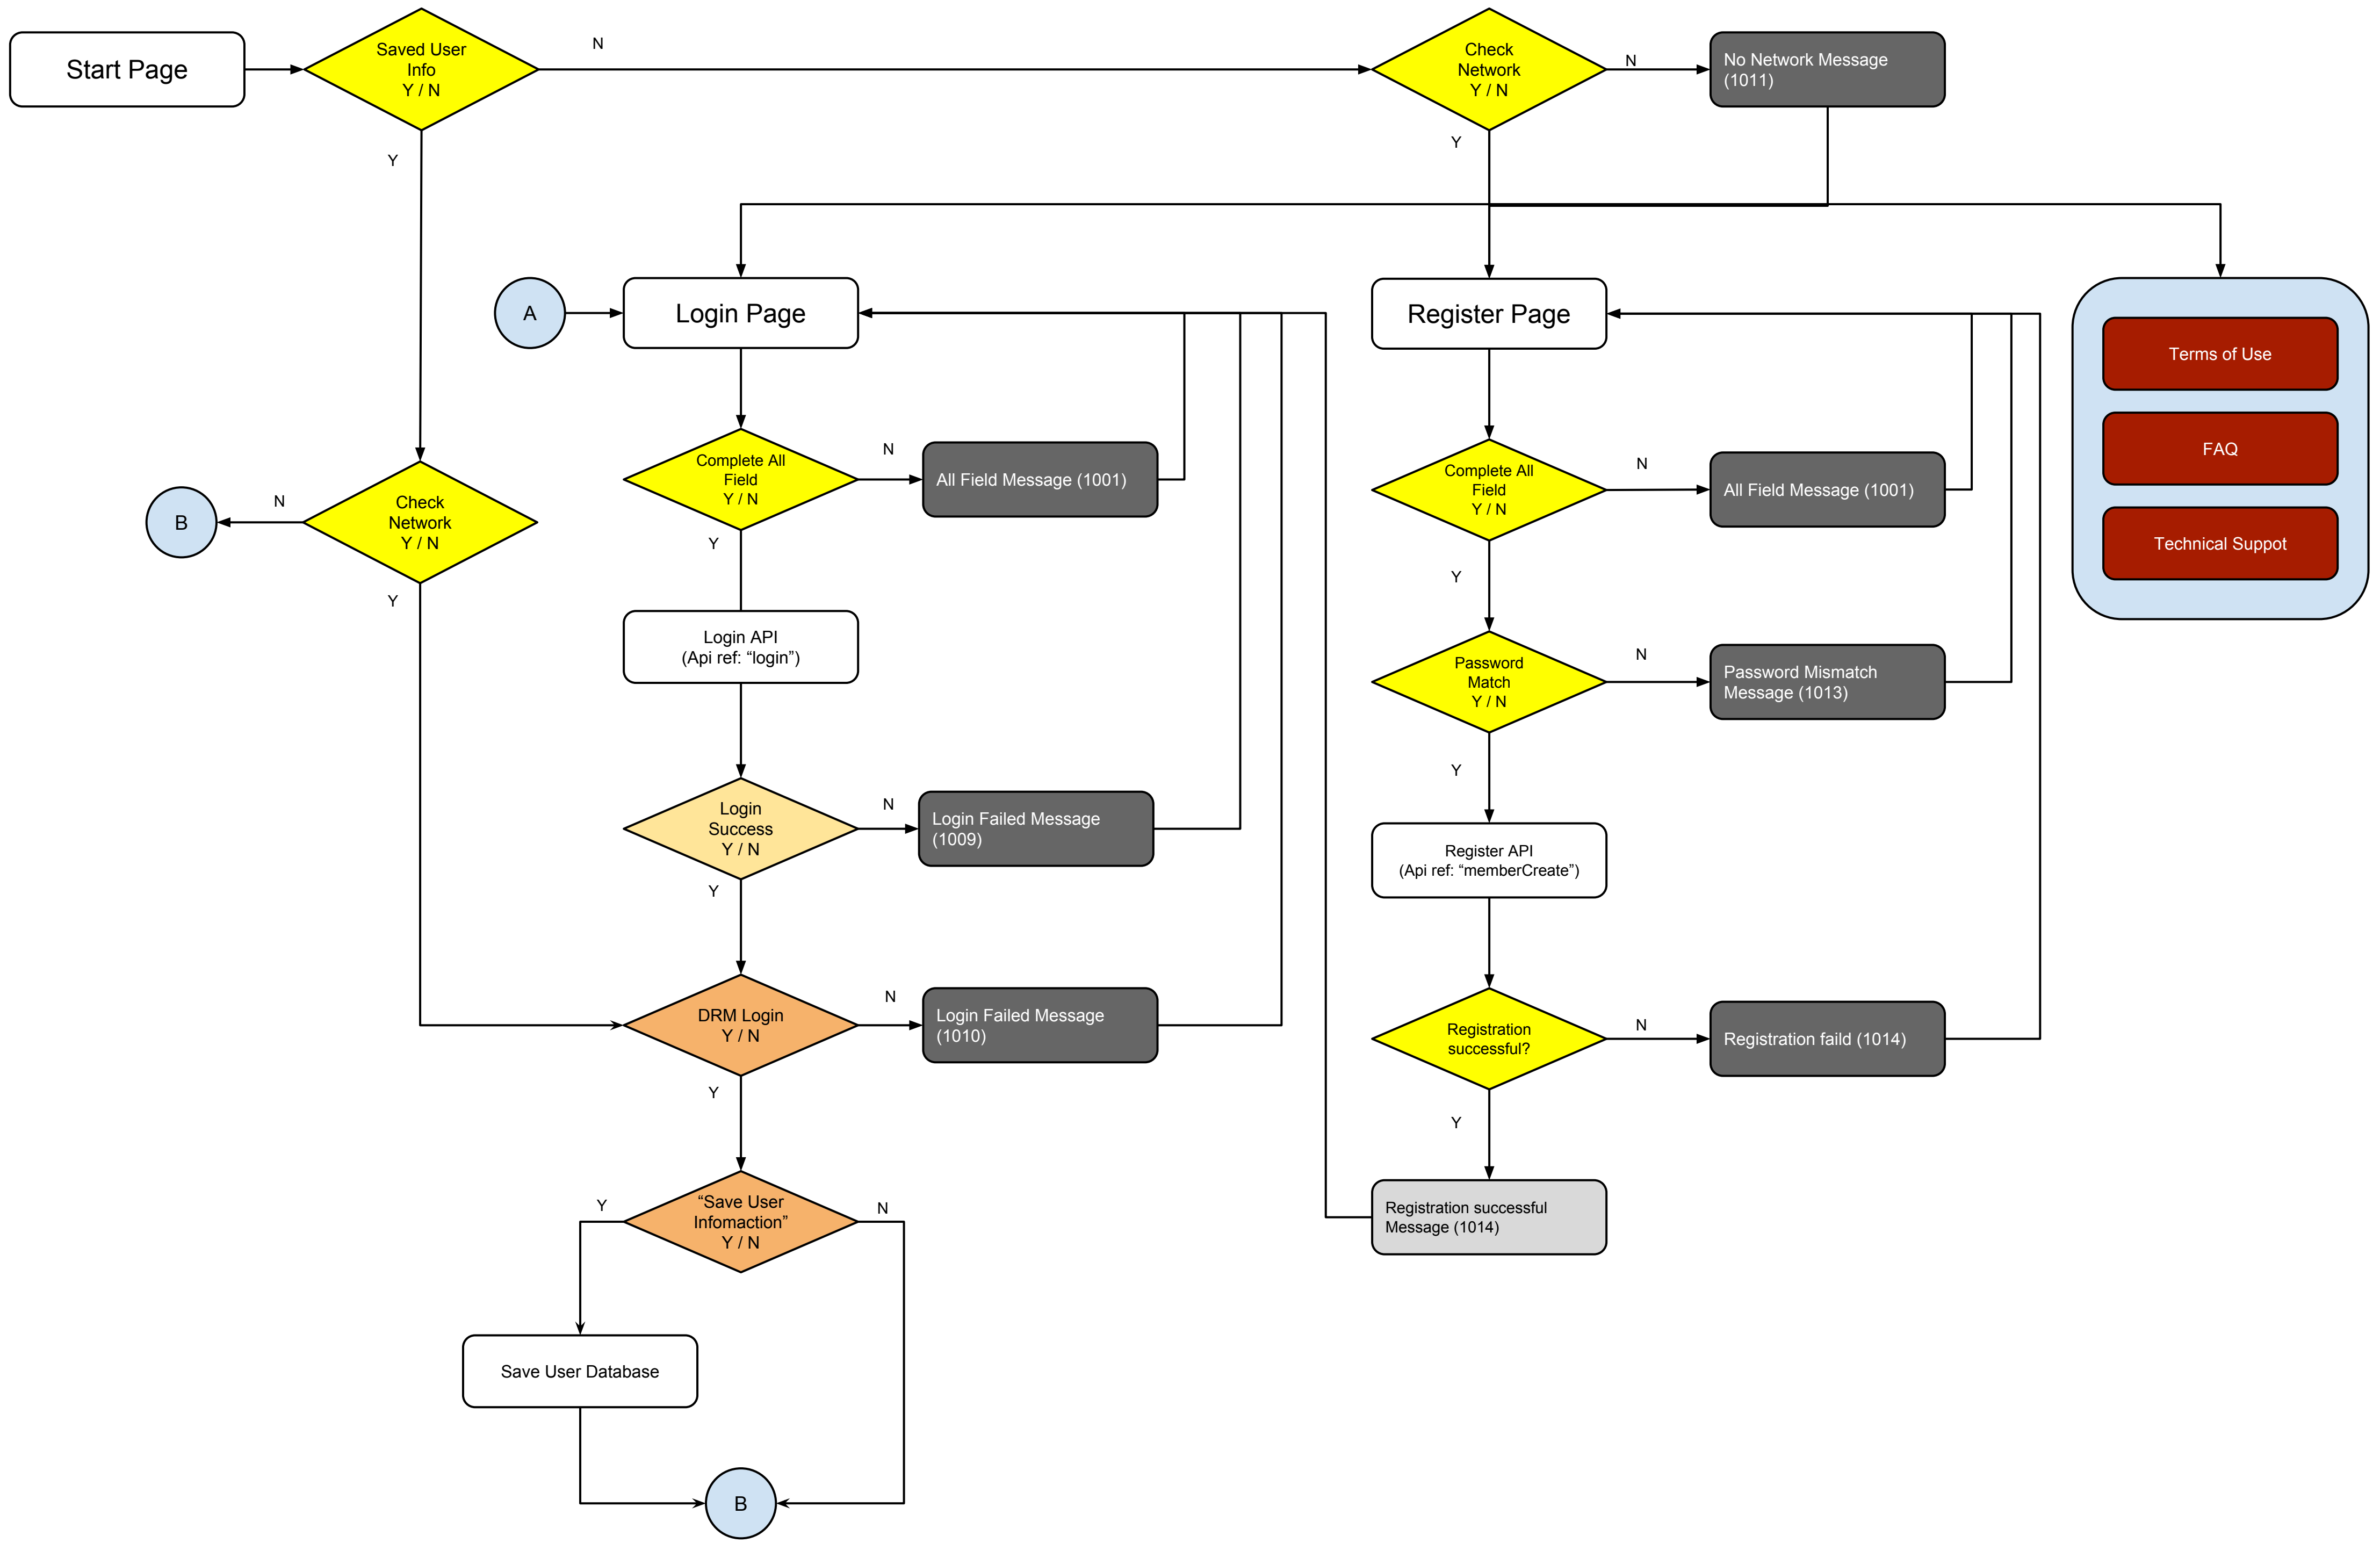 Start Page
Saved User
Info
Y / N
N
Check
Network
Y / N
N
No Network Message
(1011)
Y
Y
A
Login Page
Register Page
Terms of Use
FAQ
Technical Suppot
Complete All
Field
Y / N
N
All Field Message (1001)
Y
Complete All
Field
Y / N
N
All Field Message (1001)
Y
B
N
Check
Network
Y / N
Y
Login API
(Api ref: “login”)
Password
Match
Y / N
N
Password Mismatch
Message (1013)
Y
Login
Success
Y / N
N
Login Failed Message
(1009)
Y
Register API
(Api ref: “memberCreate”)
DRM Login
Y / N
N
Login Failed Message
(1010)
Y
Registration
successful?
N
Registration faild (1014)
Y
“Save User
Infomaction”
Y / N
Y
N
Registration successful
Message (1014)
Save User Database
B